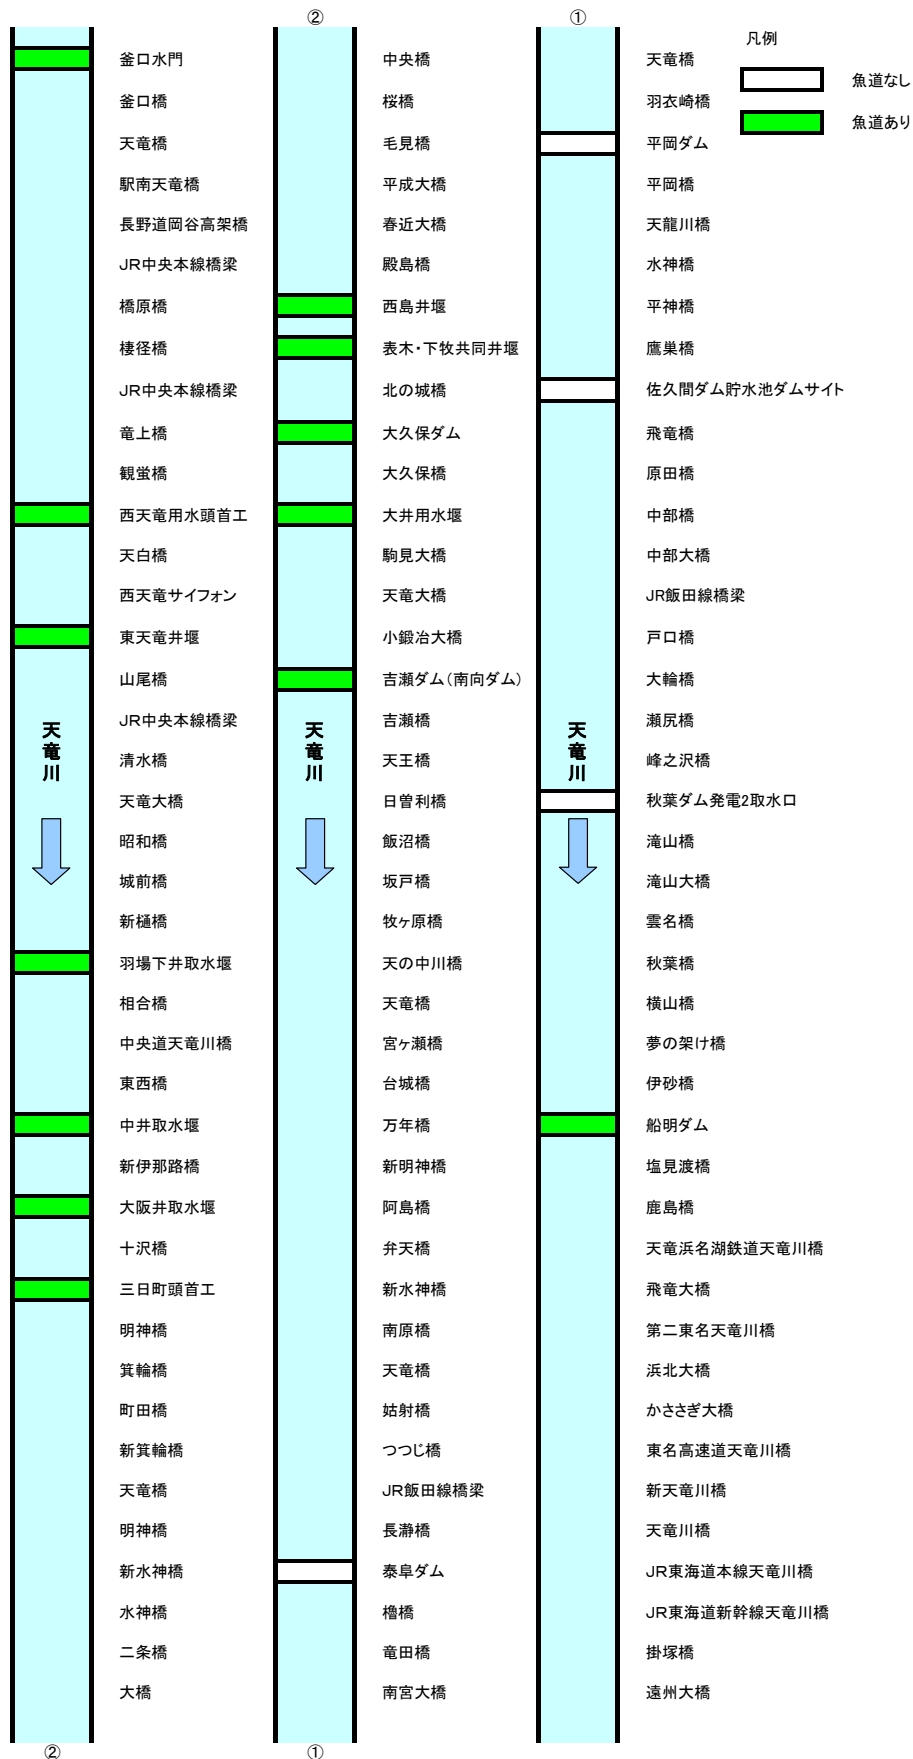 釜口水門
釜口橋
天竜橋
駅南天竜橋
長野道岡谷高架橋
JR中央本線橋梁
橋原橋
棲径橋
JR中央本線橋梁
竜上橋
観蛍橋
西天竜用水頭首工
天白橋
西天竜サイフォン
東天竜井堰
山尾橋
JR中央本線橋梁
清水橋
天竜大橋
昭和橋
城前橋
新樋橋
羽場下井取水堰
相合橋
中央道天竜川橋
東西橋
中井取水堰
新伊那路橋
大阪井取水堰
十沢橋
三日町頭首工
明神橋
箕輪橋
町田橋
新箕輪橋
天竜橋
明神橋
新水神橋
水神橋
二条橋
大橋
天竜川
②
②
中央橋
桜橋
毛見橋
平成大橋
春近大橋
殿島橋
西島井堰
表木・下牧共同井堰
北の城橋
大久保ダム
大久保橋
大井用水堰
駒見大橋
天竜大橋
小鍛冶大橋
吉瀬ダム(南向ダム)
吉瀬橋
天王橋
日曽利橋
飯沼橋
坂戸橋
牧ヶ原橋
天の中川橋
天竜橋
宮ヶ瀬橋
台城橋
万年橋
新明神橋
阿島橋
弁天橋
新水神橋
南原橋
天竜橋
姑射橋
つつじ橋
JR飯田線橋梁
長瀞橋
泰阜ダム
櫓橋
竜田橋
南宮大橋
天竜川
①
①
天竜橋
羽衣崎橋
平岡ダム
平岡橋
天龍川橋
水神橋
平神橋
鷹巣橋
佐久間ダム貯水池ダムサイト
飛竜橋
原田橋
中部橋
中部大橋
JR飯田線橋梁
戸口橋
大輪橋
瀬尻橋
峰之沢橋
秋葉ダム発電2取水口
滝山橋
滝山大橋
雲名橋
秋葉橋
横山橋
夢の架け橋
伊砂橋
船明ダム
塩見渡橋
鹿島橋
天竜浜名湖鉄道天竜川橋
飛竜大橋
第二東名天竜川橋
浜北大橋
かささぎ大橋
東名高速道天竜川橋
新天竜川橋
天竜川橋
JR東海道本線天竜川橋
JR東海道新幹線天竜川橋
掛塚橋
遠州大橋
天竜川
凡例
魚道なし
魚道あり